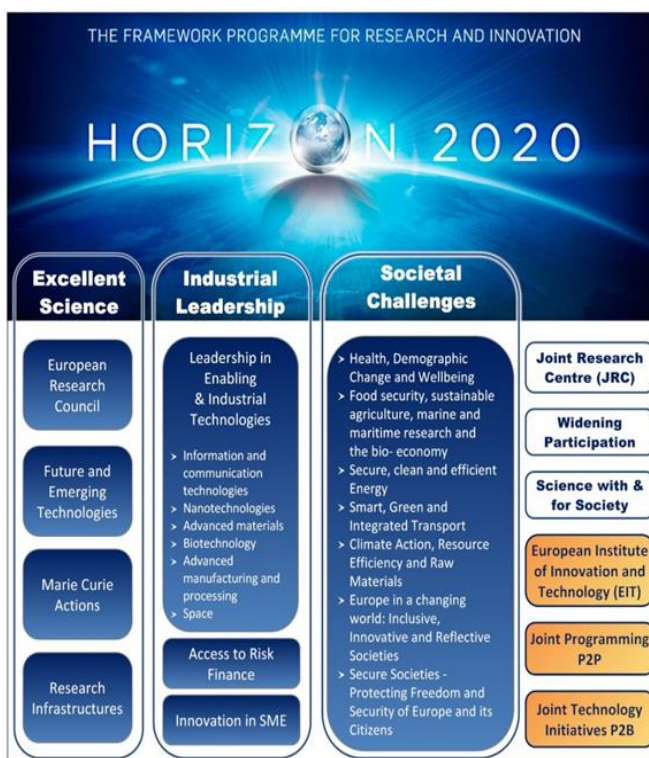 THE FRAMEWORK PROGRAMME FOR RESEARCH AND INNOVATION
HORIZON 2020
Excellent
Science
European
Research
Council
Future and
Emerging
Technologies
Marie Curie
Actions
Research
Infrastructures
Industrial
Leadership
Leadership in
Enabling
& Industrial
Technologies
➤ Information and
communication
technologies
➤ Nanotechnologies
➤ Advanced materials
➤ Biotechnology
➤ Advanced
manufacturing and
processing
➤ Space
Access to Risk
Finance
Innovation in SME
Societal
Challenges
➤ Health, Demographic
Change and Wellbeing
➤ Food security, sustainable
agriculture, marine and
maritime research and
the bio- economy
➤ Secure, clean and efficient
Energy
➤ Smart, Green and
Integrated Transport
➤ Climate Action, Resource
Efficiency and Raw
Materials
➤ Europe in a changing
world: Inclusive,
Innovative and Reflective
Societies
➤ Secure Societies -
Protecting Freedom and
Security of Europe and its
Citizens
Joint Research
Centre (JRC)
Widening
Participation
Science with &
for Society
European Institute
of Innovation and
Technology (EIT)
Joint Programming
P2P
Joint Technology
Initiatives P2B